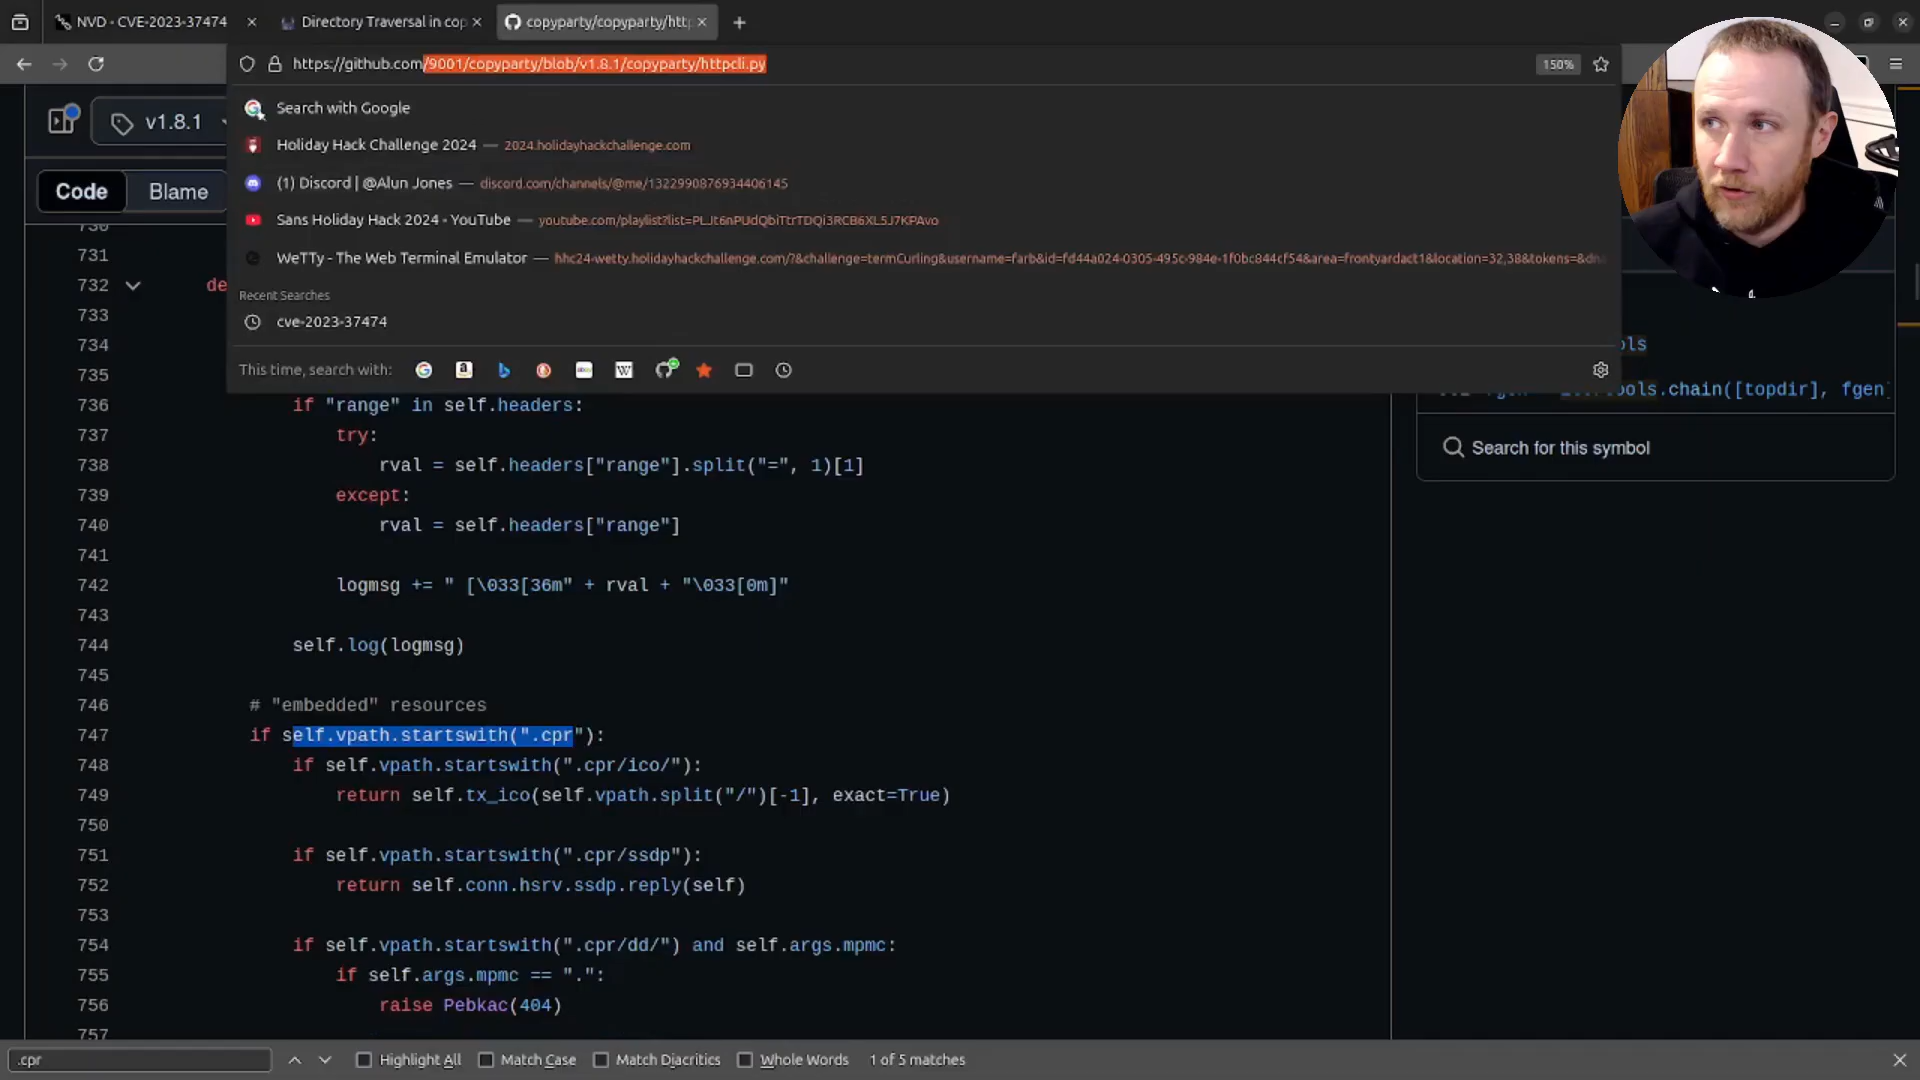 NVD - CVE-2023-37474
Directory Traversal in cop
copyparty/copyparty/htt
https://github.com/9001/copyparty/blob/v1.8.1/copyparty/httpcli.py
150%
Search with Google
Holiday Hack Challenge 2024 — 2024.holidayhackchallenge.com
(1) Discord | @Alun Jones — discord.com/channels/@me/1322990876934406145
Sans Holiday Hack 2024 - YouTube — youtube.com/playlist?list=PLJt6nPUdQbiTtrTDQi3RCB6XL5J7KPAvo
WeTTy - The Web Terminal Emulator — hhc24-wetty.holidayhackchallenge.com/?&challenge=termCurling&username=farb&id=fd44a024-0305-495c-984e-1f0bc844cf54&area=frontyardact1&location=32,38&tokens=&dn
Recent Searches
cve-2023-37474
This time, search with:
v1.8.1
Code Blame
730
731
732 de
733
734
735
736 if "range" in self.headers:
737 try:
738 rval = self.headers["range"].split("=", 1)[1]
739 except:
740 rval = self.headers["range"]
741
742 logmsg += " [\033[36m" + rval + "\033[0m]"
743
744 self.log(logmsg)
745
746 # "embedded" resources
747 if self.vpath.startswith(".cpr"):
748 if self.vpath.startswith(".cpr/ico/"):
749 return self.tx_ico(self.vpath.split("/")[-1], exact=True)
750
751 if self.vpath.startswith(".cpr/ssdp"):
752 return self.conn.hsrv.ssdp.reply(self)
753
754 if self.vpath.startswith(".cpr/dd/") and self.args.mpmc:
755 if self.args.mpmc == ".":
756 raise Pebkac(404)
757
ols
ools.chain([topdir], fgen
Search for this symbol
.cpr
Highlight All Match Case Match Diacritics Whole Words 1 of 5 matches